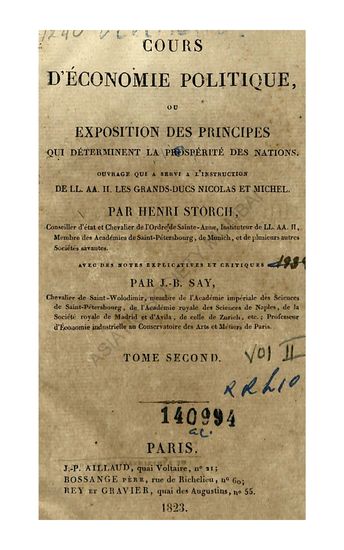 COURS
D'ÉCONOMIE POLITIQUE,
OU
EXPOSITION DES PRINCIPES
QUI DÉTERMINENT LA PROSPÉRITÉ DES NATIONS.
OUVRAGE QUI A SERVI A L'INSTRUCTION
DE LL. AA. II. LES GRANDS-DUCS NICOLAS ET MICHEL.
PAR HENRI STORCH,
Conseiller d'état et Chevalier de l'Ordre de Sainte-Anne, Instituteur de LL. AA. II,
Membre des Académies de Saint-Pétersbourg, de Munich, et de plusieurs autres
Sociétés savantes.
AVEC DES NOTES EXPLICATIVES ET CRITIQUES
PAR J.-B. SAY,
Chevalier de Saint-Wolodimir, membre de l'Académie impériale des Sciences
de Saint-Pétersbourg, de l'Académie royale des Sciences de Naples, de la
Société royale de Madrid et d'Avila, de celle de Zurich, etc.; Professeur
d'Économie industrielle au Conservatoire des Arts et Métiers de Paris.
TOME SECOND.
Vol II
140994
PARIS.
J.-P. AILLAUD, quai Voltaire, nº 21;
BOSSANGE PÈRE, rue de Richelieu, nº 60;
REY ET GRAVIER, quai des Augustins, nº 55.
1823.